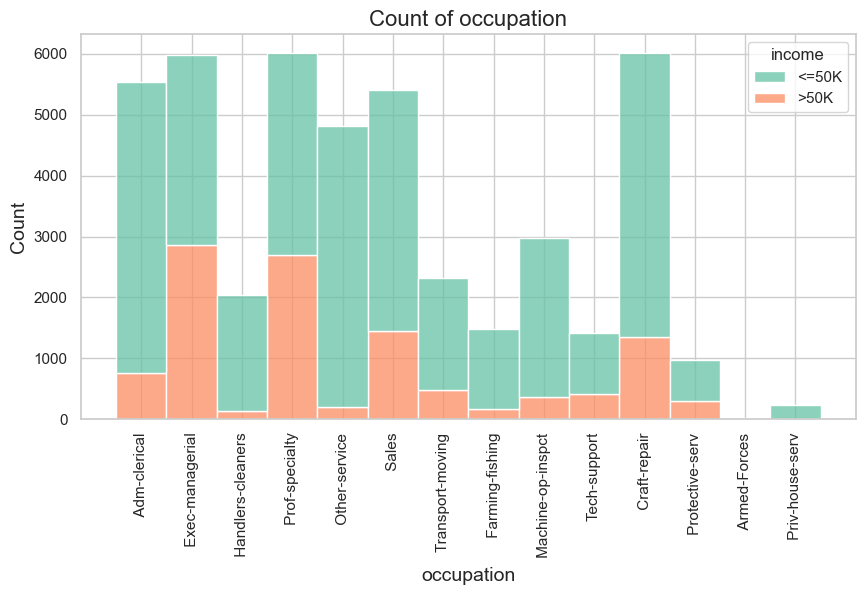 Count of occupation
income
<=50K
>50K
Count
6000
5000
4000
3000
2000
1000
0
Adm-clerical
Exec-managerial
Handlers-cleaners
Prof-specialty
Other-service
Sales
Transport-moving
Farming-fishing
Machine-op-inspct
Tech-support
Craft-repair
Protective-serv
Armed-Forces
Priv-house-serv
occupation